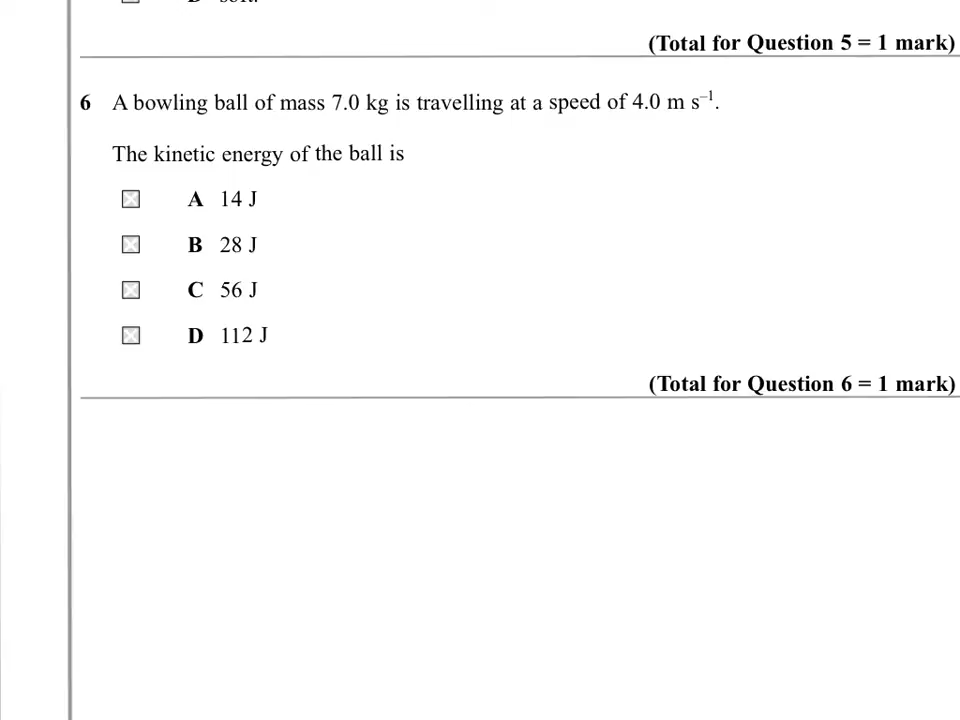 (Total for Question 5 = 1 mark)
6 A bowling ball of mass 7.0 kg is travelling at a speed of 4.0 m s⁻¹.
The kinetic energy of the ball is
A 14 J
B 28 J
C 56 J
D 112 J
(Total for Question 6 = 1 mark)